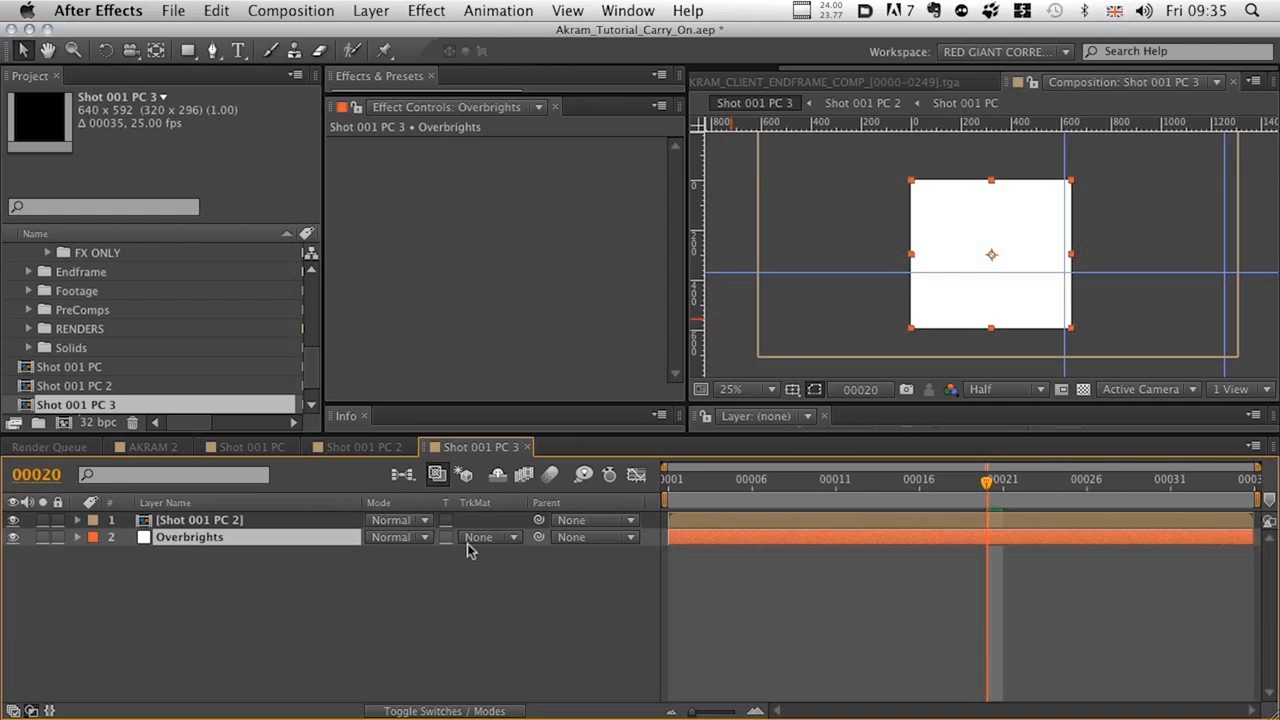 After Effects File Edit Composition Layer Effect Animation View Window Help 24.00 23.77 7 Fri 09:35
Akram_Tutorial_Carry_On.aep *
Workspace: RED GIANT CORRE... Search Help
Project Effects & Presets KRAM_CLIENT_ENDFRAME_COMP_[0000-0249].tga Composition: Shot 001 PC 3
Shot 001 PC 3
640 x 592 (320 x 296) (1.00)
Δ 00035, 25.00 fps
Effect Controls: Overbrights
Shot 001 PC 3 • Overbrights
Shot 001 PC 3 Shot 001 PC 2 Shot 001 PC
800 600 400 200 0 200 400 600 800 1000 1200 140
0
200
400
600
Name
FX ONLY
Endframe
Footage
PreComps
RENDERS
Solids
Shot 001 PC
Shot 001 PC 2
Shot 001 PC 3
32 bpc
25% 00020 Half Active Camera 1 View
Info Layer: (none)
Render Queue AKRAM 2 Shot 001 PC Shot 001 PC 2 Shot 001 PC 3
00020
0001 00006 00011 00016 00021 00026 00031 0003
# Layer Name Mode T TrkMat Parent
1 [Shot 001 PC 2] Normal None
2 Overbrights Normal None None
Toggle Switches / Modes